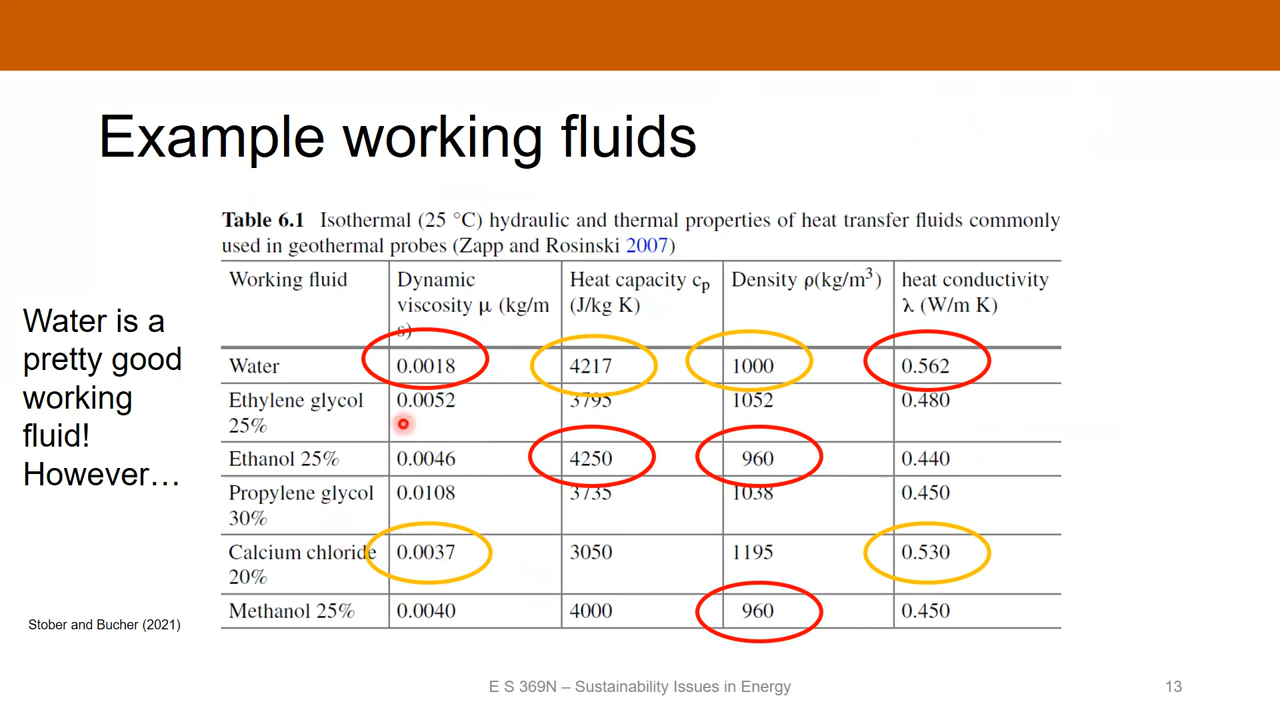 Example working fluids
Table 6.1 Isothermal (25 °C) hydraulic and thermal properties of heat transfer fluids commonly
used in geothermal probes (Zapp and Rosinski 2007)
Working fluid Dynamic viscosity μ (kg/m s) Heat capacity cp (J/kg K) Density ρ(kg/m3) heat conductivity λ (W/m K)
Water 0.0018 4217 1000 0.562
Ethylene glycol 25% 0.0052 3795 1052 0.480
Ethanol 25% 0.0046 4250 960 0.440
Propylene glycol 30% 0.0108 3735 1038 0.450
Calcium chloride 20% 0.0037 3050 1195 0.530
Methanol 25% 0.0040 4000 960 0.450
Water is a
pretty good
working
fluid!
However…
Stober and Bucher (2021)
E S 369N – Sustainability Issues in Energy
13